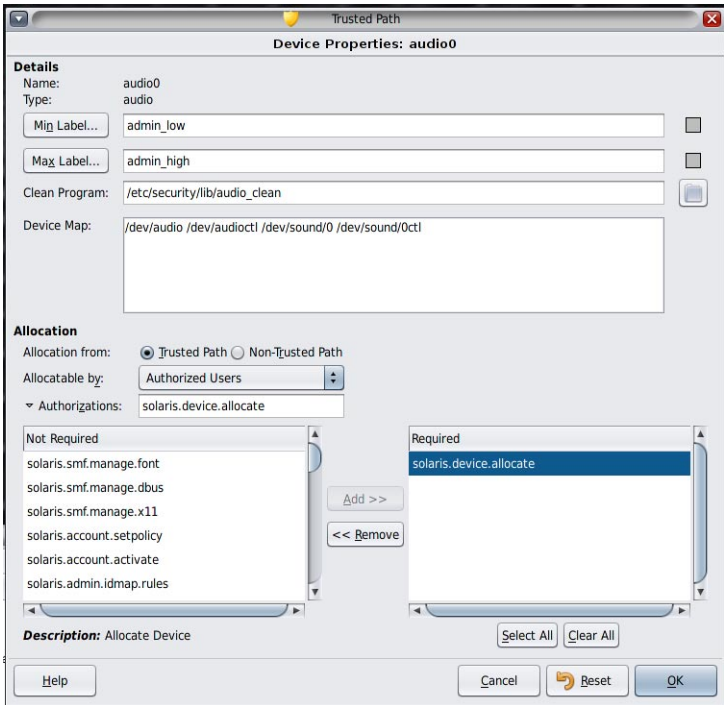 Trusted Path
Device Properties: audio0
Details
Name: audio0
Type: audio
Min Label... admin_low
Max Label... admin_high
Clean Program: /etc/security/lib/audio_clean
Device Map: /dev/audio /dev/audioctl /dev/sound/0 /dev/sound/0ctl
Allocation
Allocation from: Trusted Path Non-Trusted Path
Allocatable by: Authorized Users
Authorizations: solaris.device.allocate
Not Required
solaris.smf.manage.font
solaris.smf.manage.dbus
solaris.smf.manage.x11
solaris.account.setpolicy
solaris.account.activate
solaris.admin.idmap.rules
Add >>
<< Remove
Required
solaris.device.allocate
Description: Allocate Device
Select All Clear All
Help Cancel Reset OK